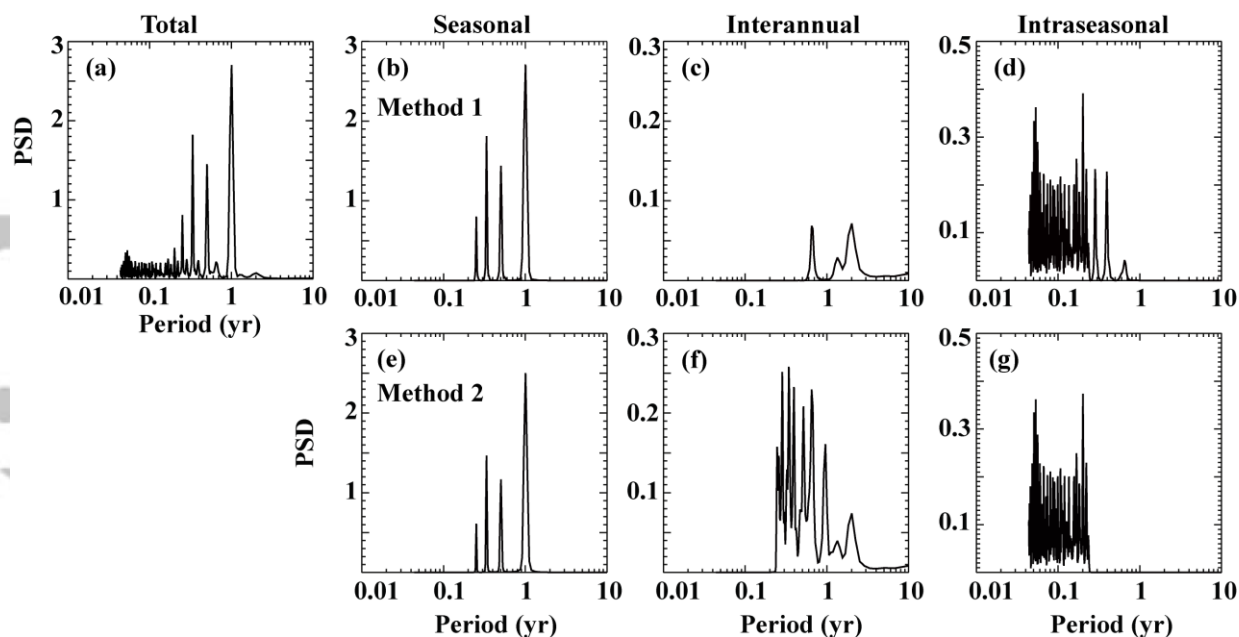 Total Seasonal Interannual Intraseasonal
3 3 0.3 0.5
(a) (b) (c) (d)
Method 1
2 2 0.2 0.3
PSD
1 1 0.1 0.1
0.01 0.1 1 10 0.01 0.1 1 10 0.01 0.1 1 10 0.01 0.1 1 10
Period (yr)
3 0.3 0.5
(e) (f) (g)
Method 2
2 0.2 0.3
PSD
1 0.1 0.1
0.01 0.1 1 10 0.01 0.1 1 10 0.01 0.1 1 10
Period (yr) Period (yr) Period (yr)